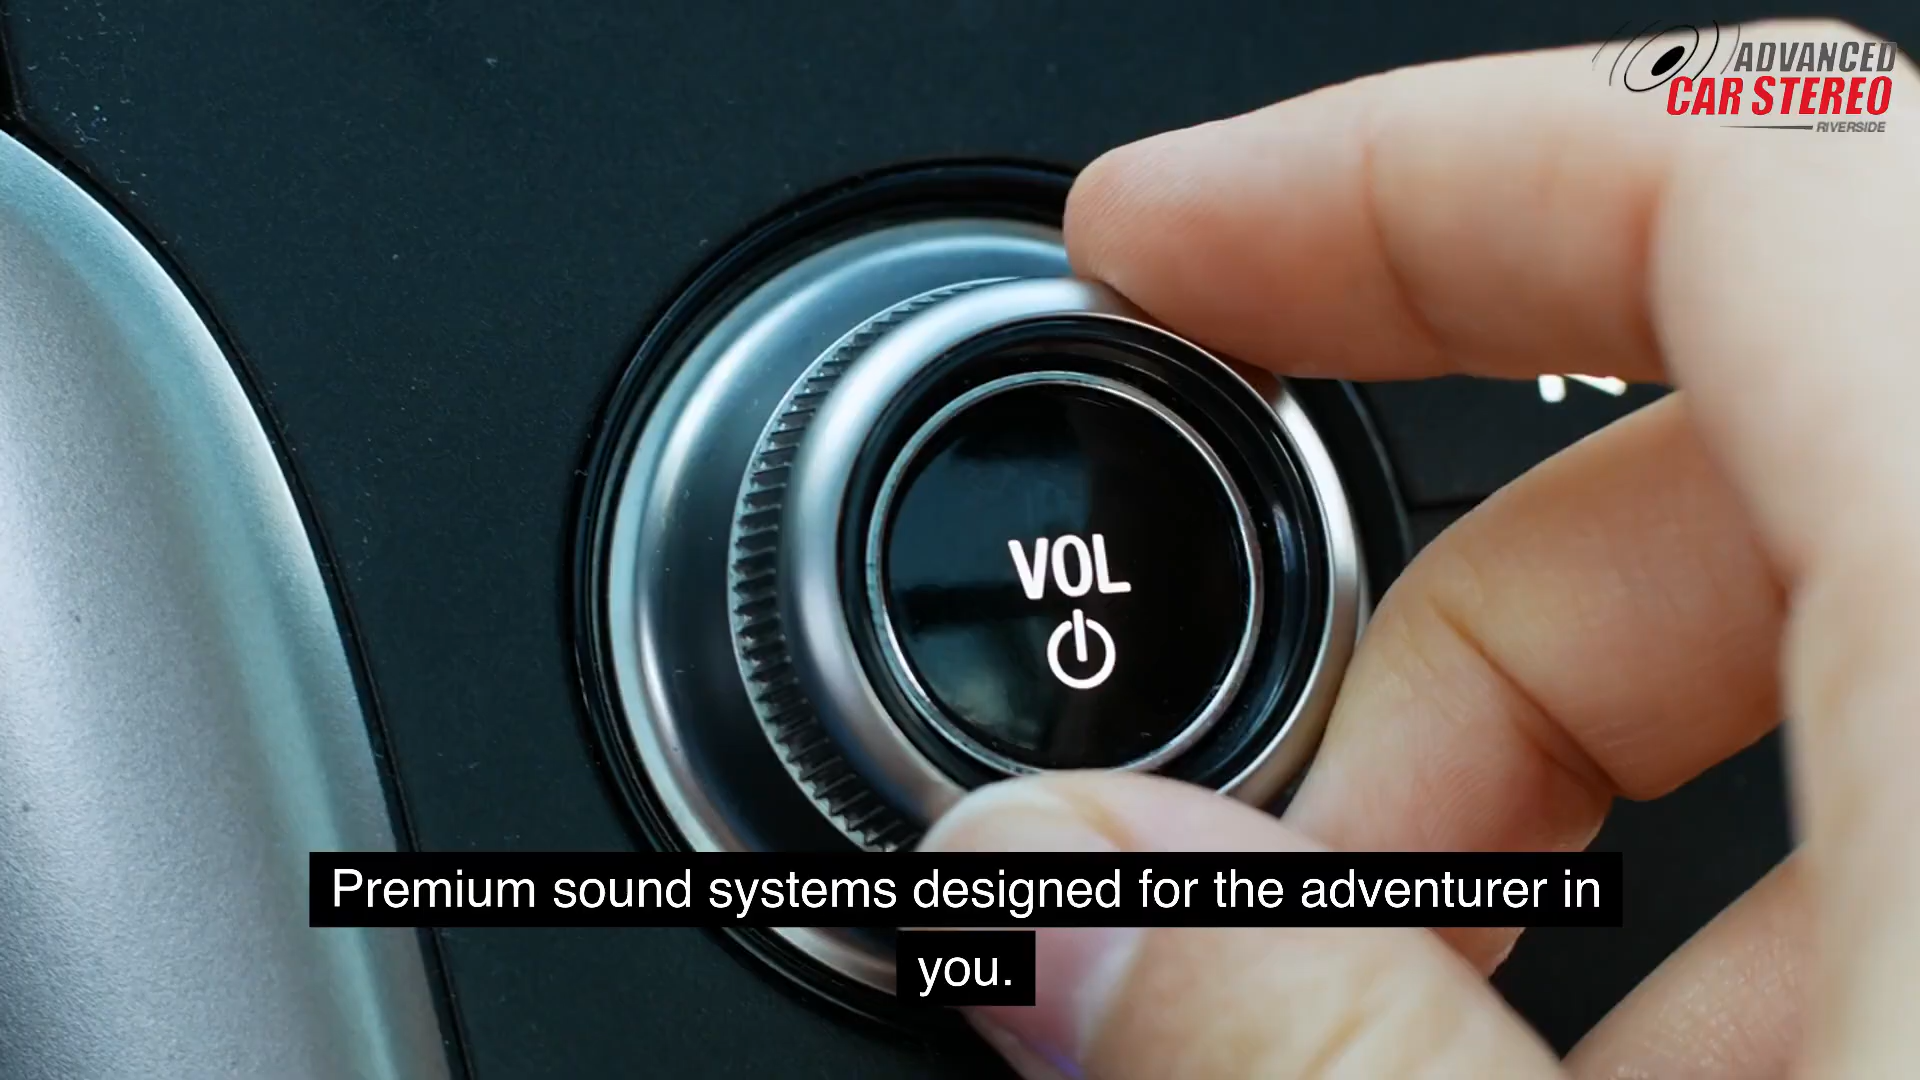 ADVANCED
CAR STEREO
RIVERSIDE
VOL
Premium sound systems designed for the adventurer in
you.